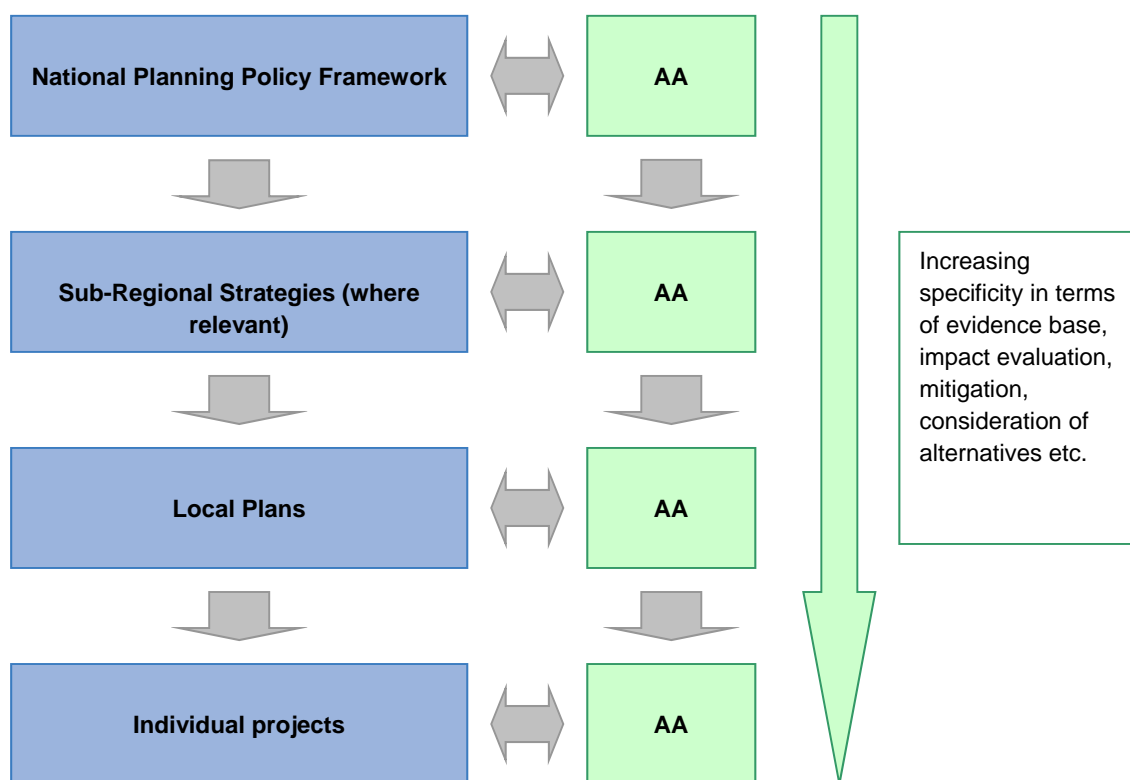 National Planning Policy Framework
AA
Sub-Regional Strategies (where
relevant)
AA
Increasing
specificity in terms
of evidence base,
impact evaluation,
mitigation,
consideration of
alternatives etc.
Local Plans
AA
Individual projects
AA